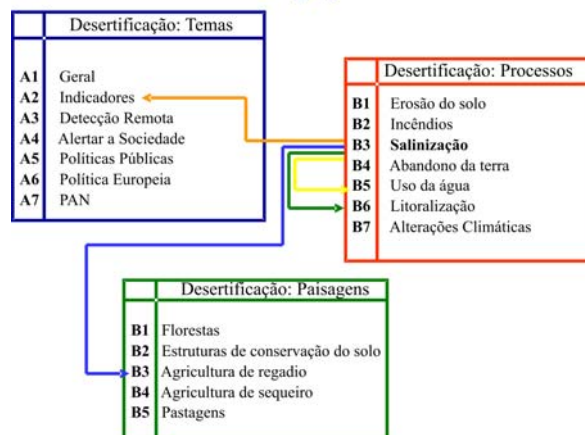 Desertificação: Temas
A1 Geral
A2 Indicadores
A3 Detecção Remota
A4 Alertar a Sociedade
A5 Políticas Públicas
A6 Política Europeia
A7 PAN
Desertificação: Processos
B1 Erosão do solo
B2 Incêndios
B3 Salinização
B4 Abandono da terra
B5 Uso da água
B6 Litoralização
B7 Alterações Climáticas
Desertificação: Paisagens
B1 Florestas
B2 Estruturas de conservação do solo
B3 Agricultura de regadio
B4 Agricultura de sequeiro
B5 Pastagens